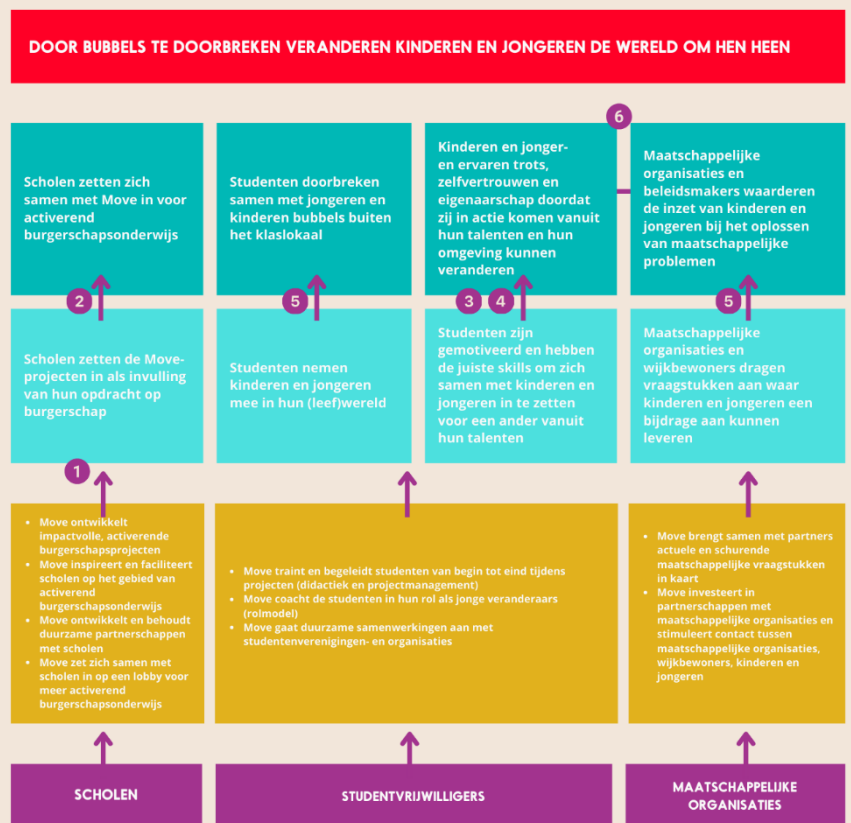 DOOR BUBBELS TE DOORBREKEN VERANDEREN KINDEREN EN JONGEREN DE WERELD OM HEN HEEN
6
Scholen zetten zich
samen met Move in voor
activerend
burgerschapsonderwijs
Studenten doorbreken
samen met jongeren en
kinderen bubbels buiten
het klaslokaal
Kinderen en jonger-
en ervaren trots,
zelfvertrouwen en
eigenaarschap doordat
zij in actie komen vanuit
hun talenten en hun
omgeving kunnen
veranderen
Maatschappelijke
organisaties en
beleidsmakers waarderen
de inzet van kinderen en
jongeren bij het oplossen
van maatschappelijke
problemen
2
5
3 4
5
Scholen zetten de Move-
projecten in als invulling
van hun opdracht op
burgerschap
Studenten nemen
kinderen en jongeren
mee in hun (leef)wereld
Studenten zijn
gemotiveerd en hebben
de juiste skills om zich
samen met kinderen en
jongeren in te zetten
voor een ander vanuit
hun talenten
Maatschappelijke
organisaties en
wijkbewoners dragen
vraagstukken aan waar
kinderen en jongeren een
bijdrage aan kunnen
leveren
1
• Move ontwikkelt
impactvolle, activerende
burgerschapsprojecten
• Move inspireert en faciliteert
scholen op het gebied van
activerend
burgerschapsonderwijs
• Move ontwikkelt en behoudt
duurzame partnerschappen
met scholen
• Move zet zich samen met
scholen in op een lobby voor
meer activerend
burgerschapsonderwijs
• Move traint en begeleidt studenten van begin tot eind tijdens
projecten (didactiek en projectmanagement)
• Move coacht de studenten in hun rol als jonge veranderaars
(rolmodel)
• Move gaat duurzame samenwerkingen aan met
studentenverenigingen- en organisaties
• Move brengt samen met partners
actuele en schurende
maatschappelijke vraagstukken
in kaart
• Move investeert in
partnerschappen met
maatschappelijke organisaties en
stimuleert contact tussen
maatschappelijke organisaties,
wijkbewoners, kinderen en
jongeren
SCHOLEN
STUDENTVRIJWILLIGERS
MAATSCHAPPELIJKE
ORGANISATIES